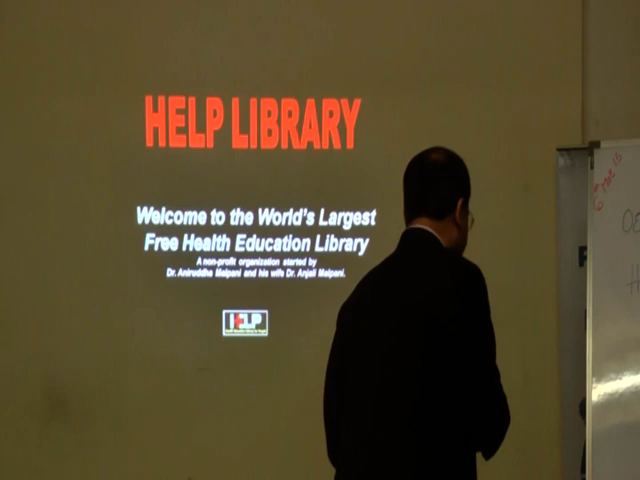 HELP LIBRARY
Welcome to the World's Largest
Free Health Education Library
A non-profit organization started by
Dr. Aniruddha Malpani and his wife Dr. Anjali Malpani.
HELP